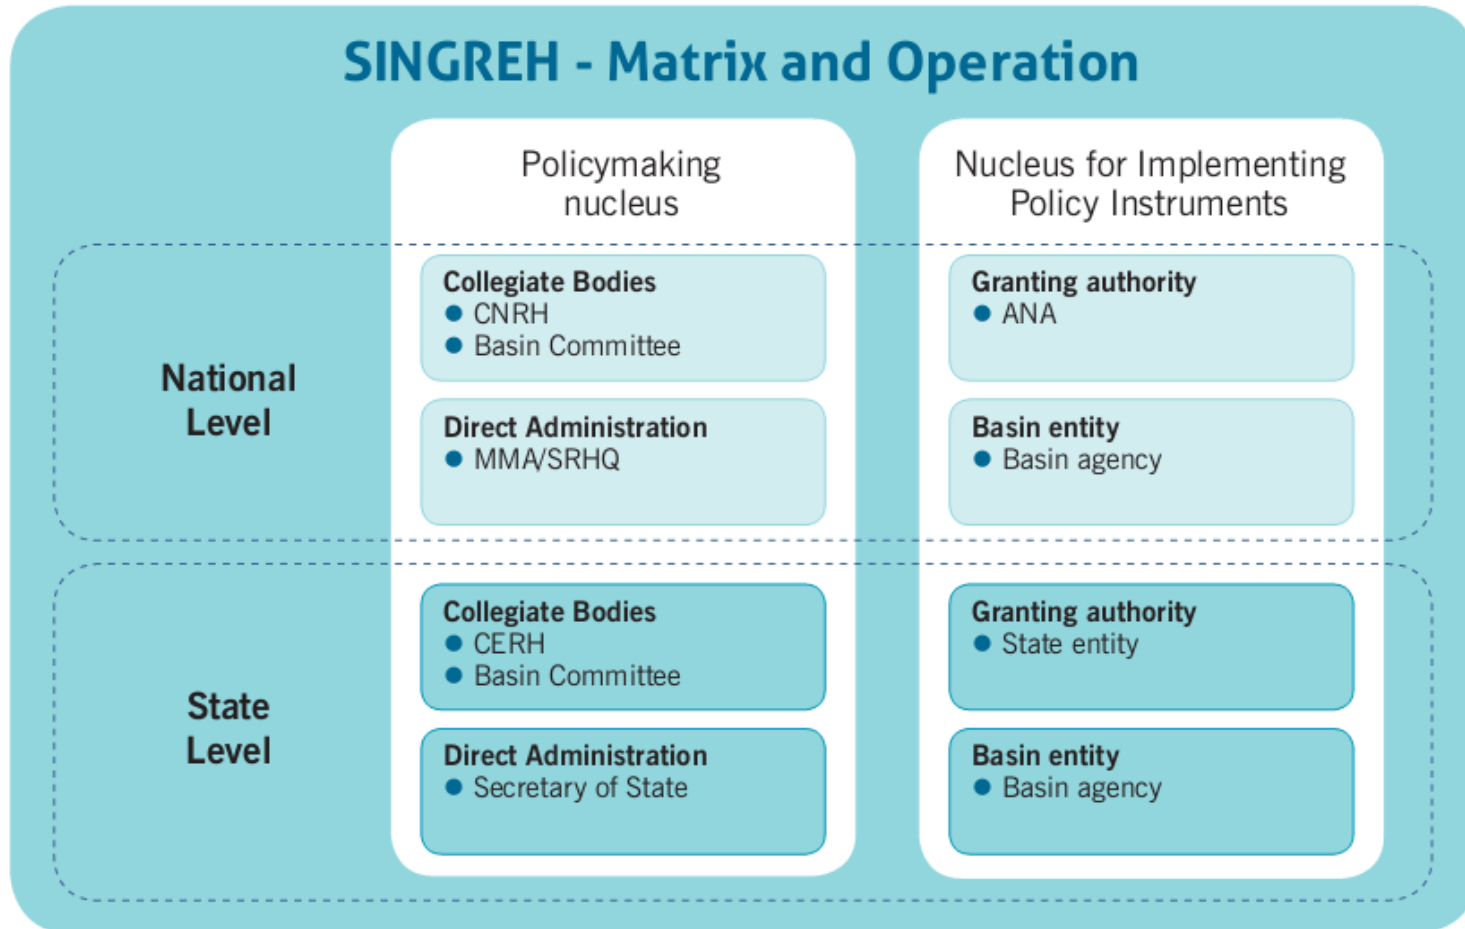 SINGREH - Matrix and Operation
Policymaking
nucleus
Nucleus for Implementing
Policy Instruments
National
Level
Collegiate Bodies
CNRH
Basin Committee
Granting authority
ANA
Direct Administration
MMA/SRHQ
Basin entity
Basin agency
State
Level
Collegiate Bodies
CERH
Basin Committee
Granting authority
State entity
Direct Administration
Secretary of State
Basin entity
Basin agency